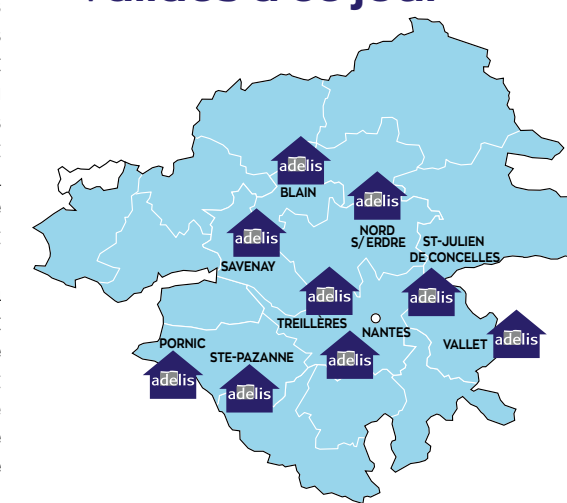 adelis
BLAIN
adelis
NORD
S/ERDRE
adelis
SAVENAY
ST-JULIEN
DE CONCELLES
adelis
adelis
TREILLÈRES
NANTES
adelis
VALLET
adelis
PORNIC
adelis
STE-PAZANNE
adelis